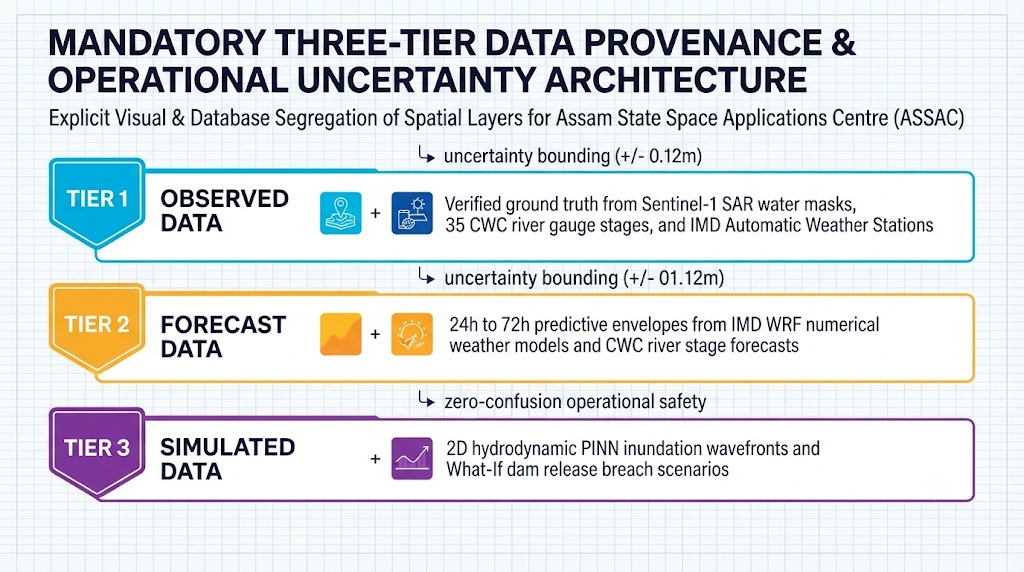 MANDATORY THREE-TIER DATA PROVENANCE &
OPERATIONAL UNCERTAINTY ARCHITECTURE
Explicit Visual & Database Segregation of Spatial Layers for Assam State Space Applications Centre (ASSAC)
uncertainty bounding (+/- 0.12m)
TIER 1
OBSERVED
DATA
+
Verified ground truth from Sentinel-1 SAR water masks,
35 CWC river gauge stages, and IMD Automatic Weather Stations
uncertainty bounding (+/- 01.12m)
TIER 2
FORECAST
DATA
+
24h to 72h predictive envelopes from IMD WRF numerical
weather models and CWC river stage forecasts
zero-confusion operational safety
TIER 3
SIMULATED
DATA
+
2D hydrodynamic PINN inundation wavefronts and
What-If dam release breach scenarios